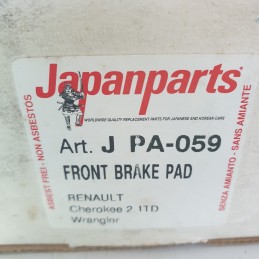 Japanparts
WORLDWIDE QUALITY REPLACEMENT PARTS FOR JAPANESE AND KOREAN CARS
Art. J PA-059
FRONT BRAKE PAD
RENAULT
Cherokee 2.1TD
Wrangler
ASBEST FREI - NON ASBESTOS
SENZA AMIANTO - SANS AMIANTE